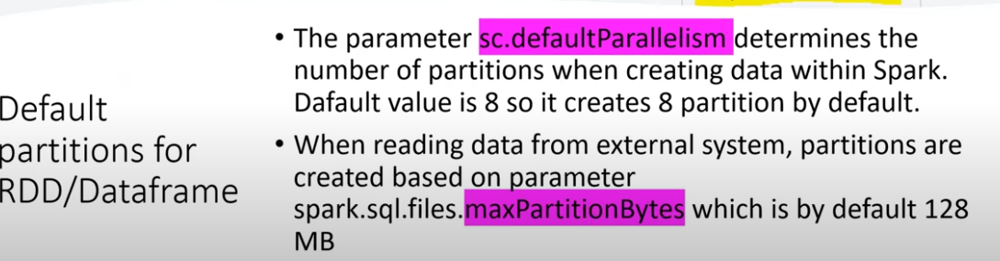 Default
partitions for
RDD/Dataframe
• The parameter sc.defaultParallelism determines the
number of partitions when creating data within Spark.
Dafault value is 8 so it creates 8 partition by default.
• When reading data from external system, partitions are
created based on parameter
spark.sql.files.maxPartitionBytes which is by default 128
MB